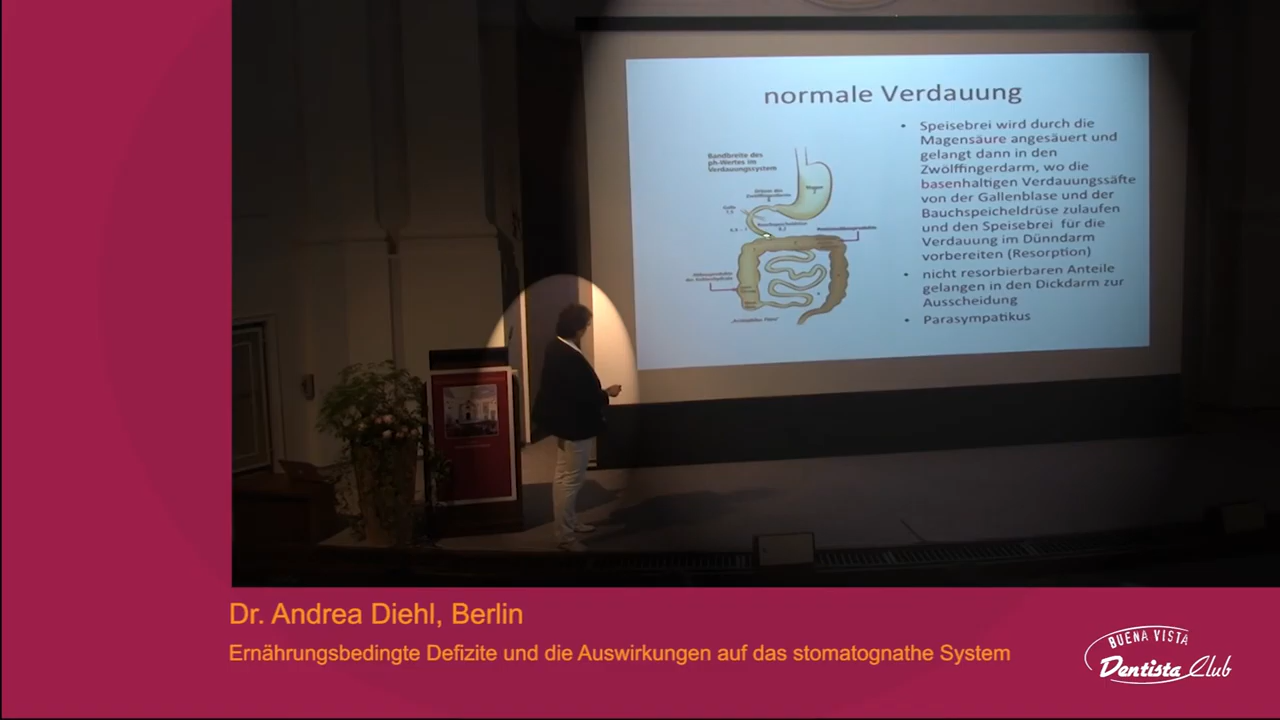 normale Verdauung
Bandbreite des
ph-Wertes im
Verdauungssystem
Magen
Galle
• Speisebrei wird durch die
Magensäure angesäuert und
gelangt dann in den
Zwölffingerdarm, wo die
basenhaltigen Verdauungssäfte
von der Gallenblase und der
Bauchspeicheldrüse zulaufen
und den Speisebrei für die
Verdauung im Dünndarm
vorbereiten (Resorption)
• nicht resorbierbaren Anteile
gelangen in den Dickdarm zur
Ausscheidung
• Parasympatikus
Dr. Andrea Diehl, Berlin
Ernährungsbedingte Defizite und die Auswirkungen auf das stomatognathe System
BUENA VISTA
Dentista Club